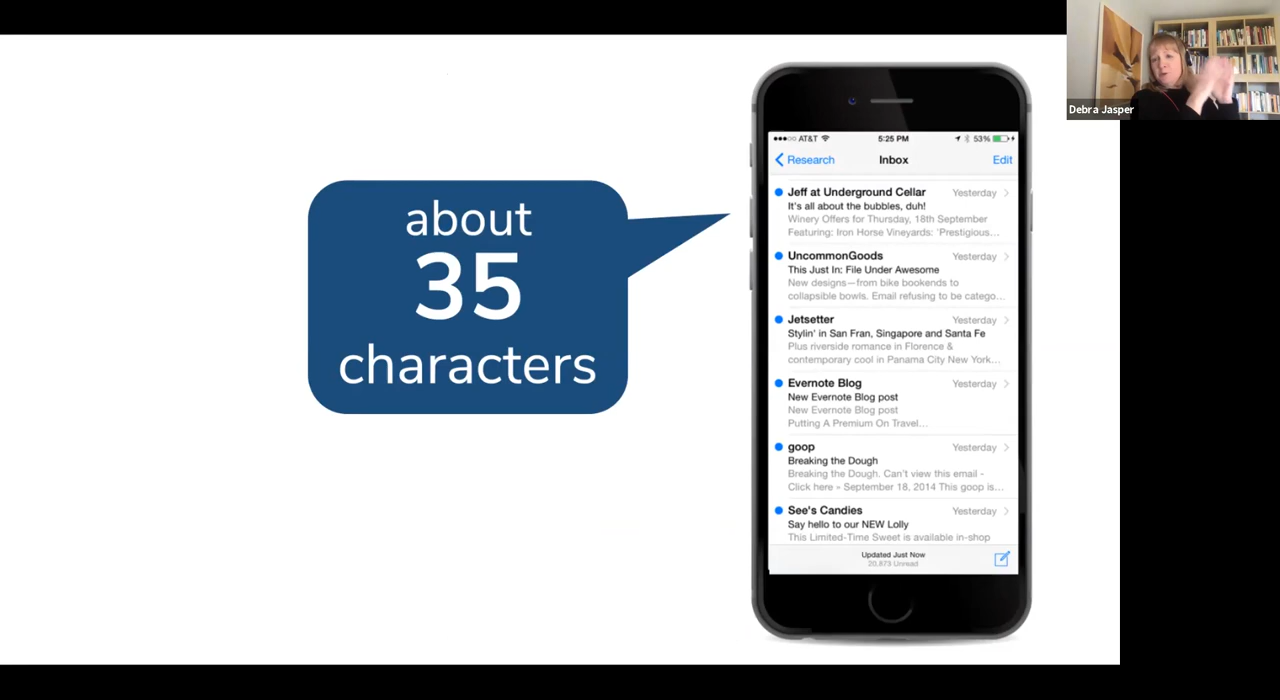 about
35
characters
●●●○○ AT&T 5:25 PM 53%
Research Inbox Edit
Jeff at Underground Cellar Yesterday
It's all about the bubbles, duh!
Winery Offers for Thursday, 18th September
Featuring: Iron Horse Vineyards: 'Prestigious...
UncommonGoods Yesterday
This Just In: File Under Awesome
New designs—from bike bookends to
collapsible bowls. Email refusing to be catego...
Jetsetter Yesterday
Stylin' in San Fran, Singapore and Santa Fe
Plus riverside romance in Florence &
contemporary cool in Panama City New York...
Evernote Blog Yesterday
New Evernote Blog post
New Evernote Blog post
Putting A Premium On Travel...
goop Yesterday
Breaking the Dough
Breaking the Dough. Can't view this email -
Click here » September 18, 2014 This goop is...
See's Candies Yesterday
Say hello to our NEW Lolly
This Limited-Time Sweet is available in-shop
Updated Just Now
20,873 Unread
Debra Jasper